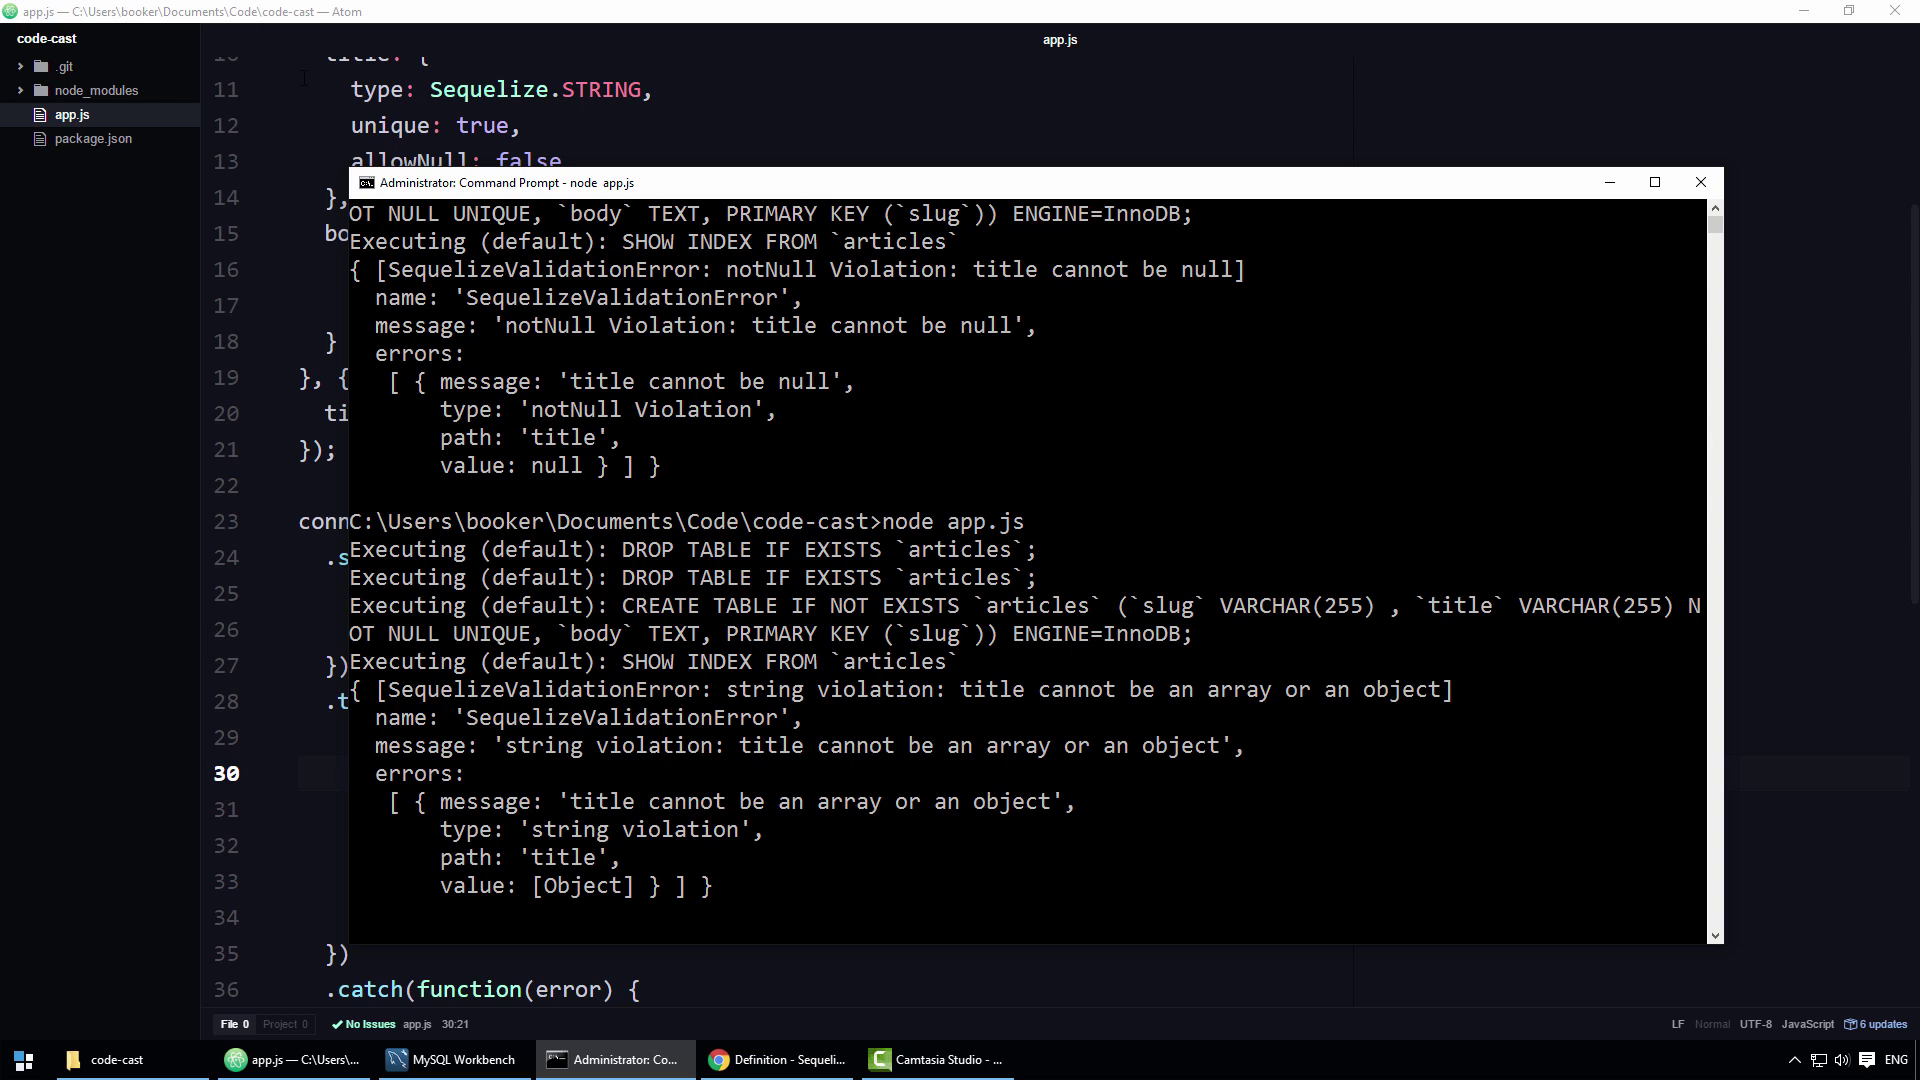 app.js — C:\Users\booker\Documents\Code\code-cast — Atom
code-cast
.git
node_modules
app.js
package.json
app.js
10 title: {
11 type: Sequelize.STRING,
12 unique: true,
13 allowNull: false
14 },
15 bo
16
17
18 }
19 }, {
20 ti
21 });
22
23 conn
24 .s
25
26
27 })
28 .t
29
30
31
32
33
34
35 })
36 .catch(function(error) {
Administrator: Command Prompt - node app.js
OT NULL UNIQUE, `body` TEXT, PRIMARY KEY (`slug`)) ENGINE=InnoDB;
Executing (default): SHOW INDEX FROM `articles`
{ [SequelizeValidationError: notNull Violation: title cannot be null]
name: 'SequelizeValidationError',
message: 'notNull Violation: title cannot be null',
errors:
[ { message: 'title cannot be null',
type: 'notNull Violation',
path: 'title',
value: null } ] }
C:\Users\booker\Documents\Code\code-cast>node app.js
Executing (default): DROP TABLE IF EXISTS `articles`;
Executing (default): DROP TABLE IF EXISTS `articles`;
Executing (default): CREATE TABLE IF NOT EXISTS `articles` (`slug` VARCHAR(255) , `title` VARCHAR(255) N
OT NULL UNIQUE, `body` TEXT, PRIMARY KEY (`slug`)) ENGINE=InnoDB;
Executing (default): SHOW INDEX FROM `articles`
{ [SequelizeValidationError: string violation: title cannot be an array or an object]
name: 'SequelizeValidationError',
message: 'string violation: title cannot be an array or an object',
errors:
[ { message: 'title cannot be an array or an object',
type: 'string violation',
path: 'title',
value: [Object] } ] }
File 0 Project 0 No Issues app.js 30:21 LF Normal UTF-8 JavaScript 6 updates
code-cast app.js — C:\Users\... MySQL Workbench Administrator: Co... Definition - Sequeli... Camtasia Studio - ... ENG